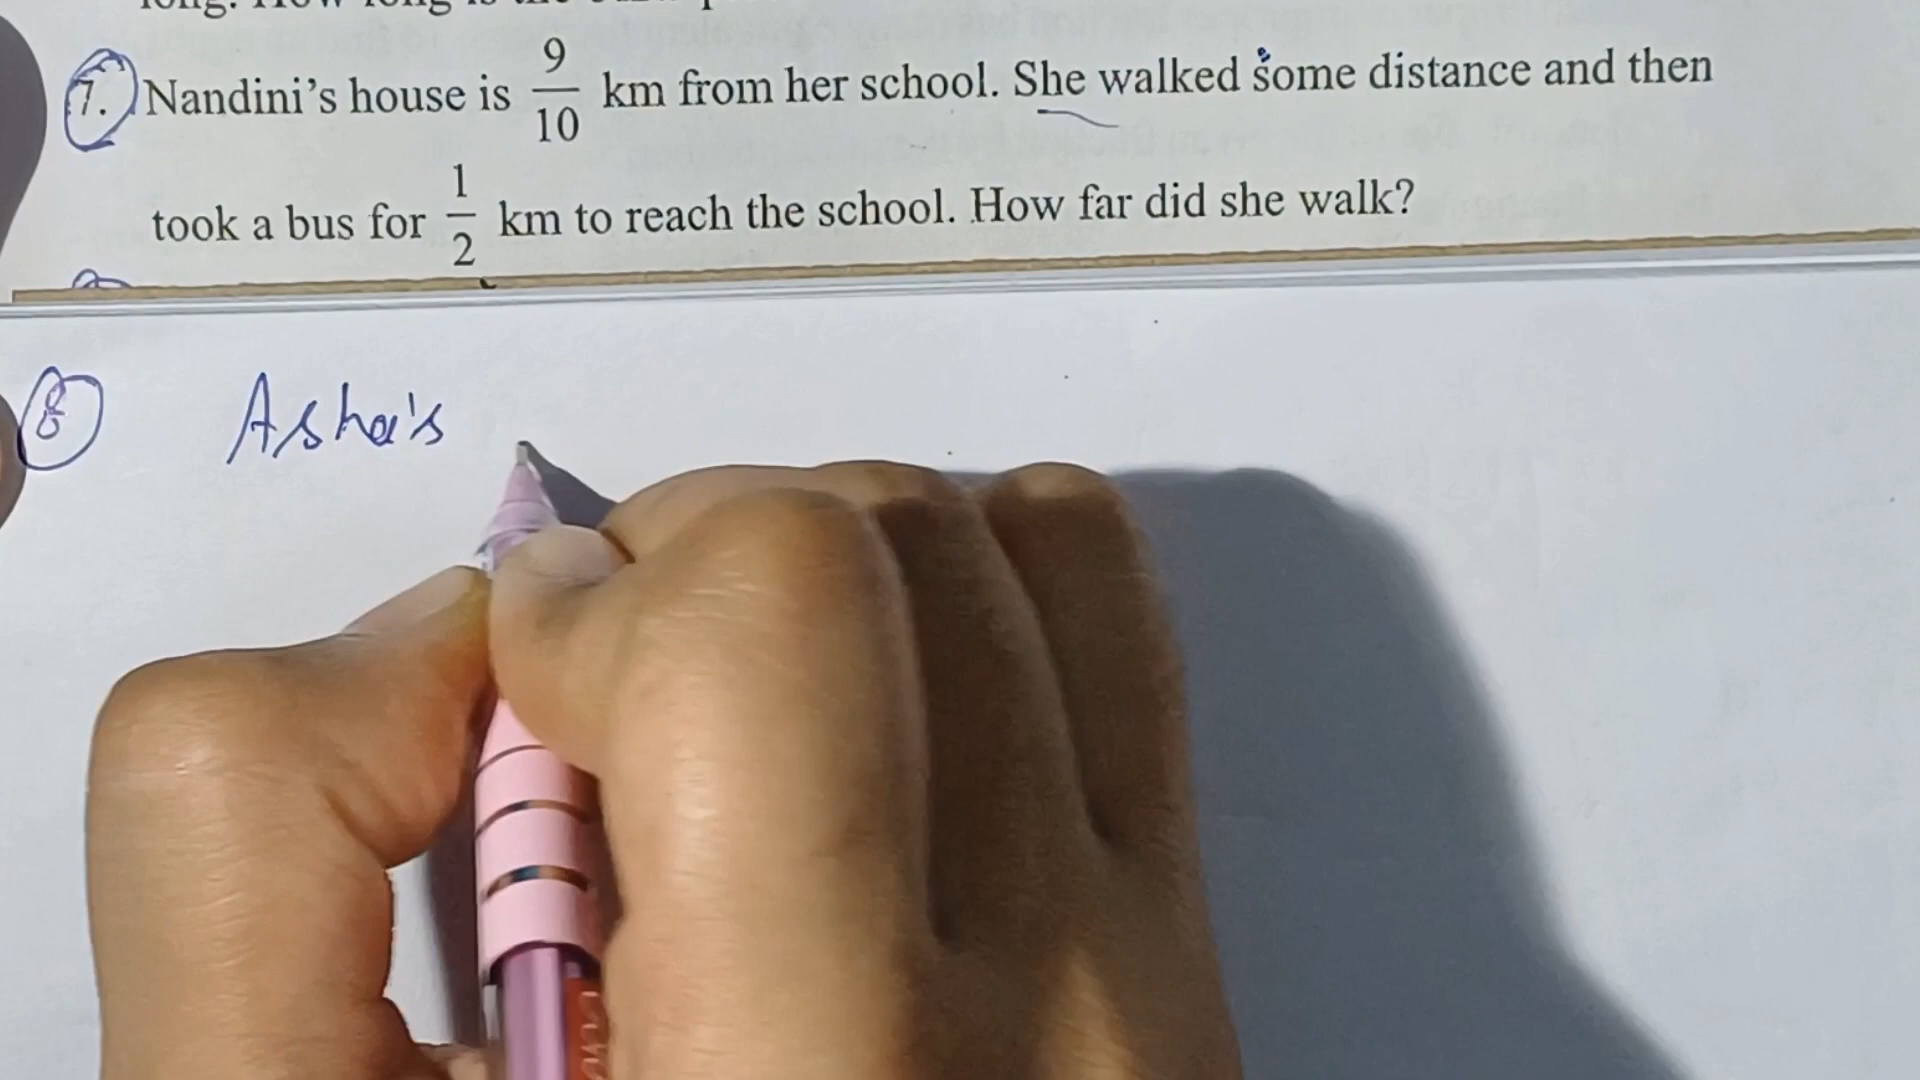 7. Nandini's house is 9/10 km from her school. She walked some distance and then
took a bus for 1/2 km to reach the school. How far did she walk?
8 Asha's